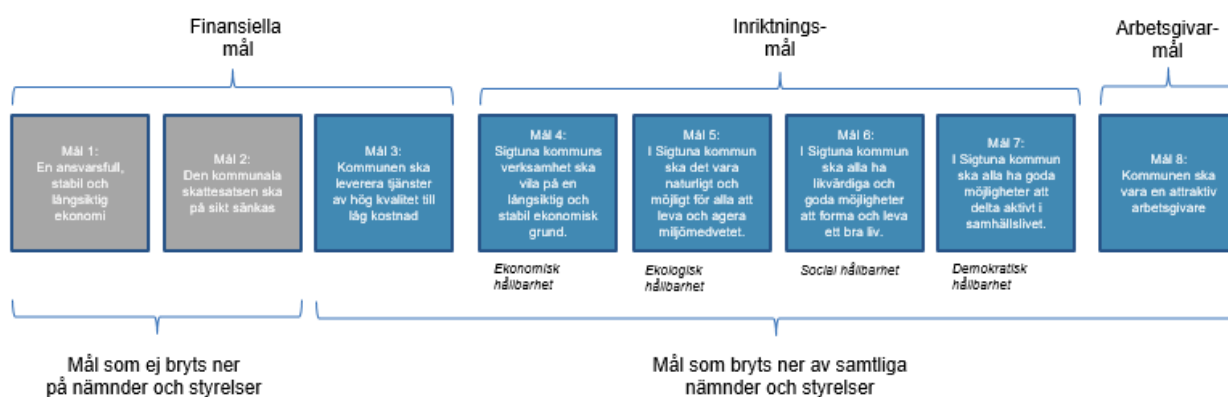 Finansiella
mål
Inriktnings-
mål
Arbetsgivar-
mål
Mål 1:
En ansvarsfull,
stabil och
långsiktig
ekonomi
Mål 2:
Den kommunala
skattesatsen ska
på sikt sänkas
Mål 3:
Kommunen ska
leverera tjänster
av hög kvalitet till
låg kostnad
Mål 4:
Sigtuna kommuns
verksamhet ska
vila på en
långsiktig och
stabil ekonomisk
grund.
Mål 5:
I Sigtuna kommun
ska det vara
naturligt och
möjligt för alla att
leva och agera
miljömedvetet.
Mål 6:
I Sigtuna kommun
ska alla ha
likvärdiga och
goda möjligheter
att forma och leva
ett bra liv.
Mål 7:
I Sigtuna kommun
ska alla ha goda
möjligheter att
delta aktivt i
samhällslivet.
Mål 8:
Kommunen ska
vara en attraktiv
arbetsgivare
Ekonomisk
hållbarhet
Ekologisk
hållbarhet
Social hållbarhet
Demokratisk
hållbarhet
Mål som ej bryts ner
på nämnder och styrelser
Mål som bryts ner av samtliga
nämnder och styrelser